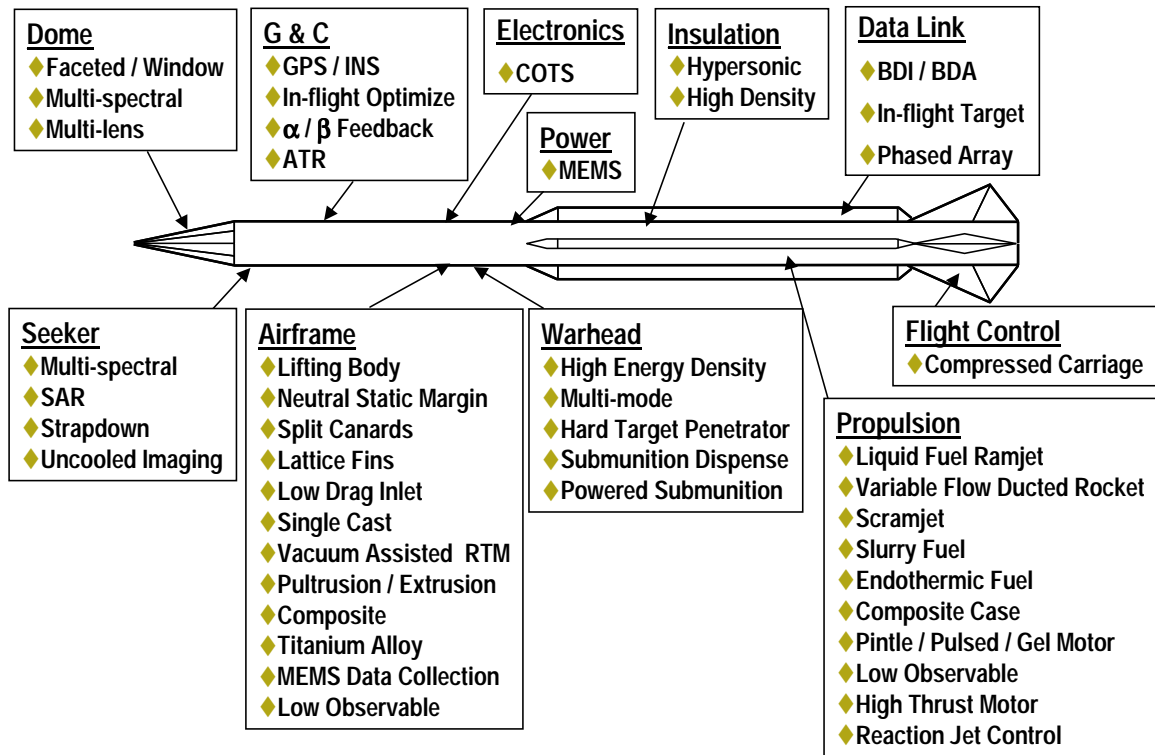 Dome
Faceted / Window
Multi-spectral
Multi-lens
G & C
GPS / INS
In-flight Optimize
α / β Feedback
ATR
Electronics
COTS
Power
MEMS
Insulation
Hypersonic
High Density
Data Link
BDI / BDA
In-flight Target
Phased Array
Seeker
Multi-spectral
SAR
Strapdown
Uncooled Imaging
Airframe
Lifting Body
Neutral Static Margin
Split Canards
Lattice Fins
Low Drag Inlet
Single Cast
Vacuum Assisted RTM
Pultrusion / Extrusion
Composite
Titanium Alloy
MEMS Data Collection
Low Observable
Warhead
High Energy Density
Multi-mode
Hard Target Penetrator
Submunition Dispense
Powered Submunition
Flight Control
Compressed Carriage
Propulsion
Liquid Fuel Ramjet
Variable Flow Ducted Rocket
Scramjet
Slurry Fuel
Endothermic Fuel
Composite Case
Pintle / Pulsed / Gel Motor
Low Observable
High Thrust Motor
Reaction Jet Control